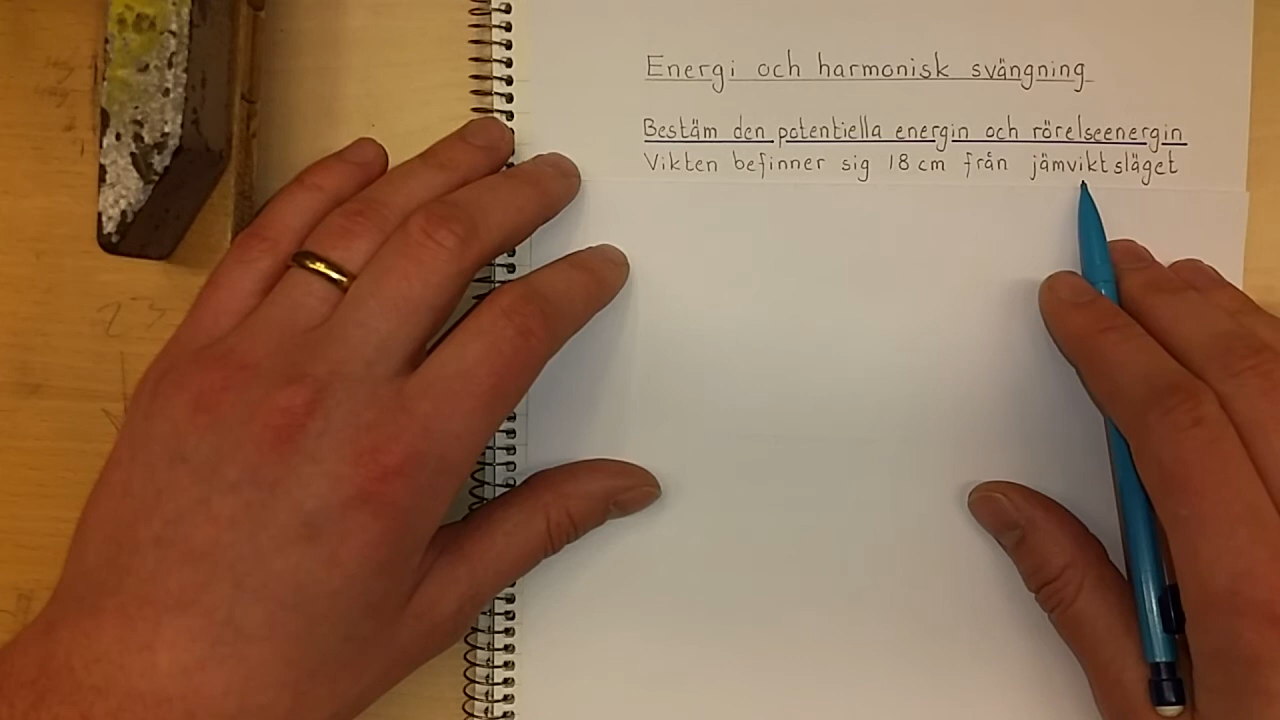 Energi och harmonisk svängning
Bestäm den potentiella energin och rörelseenergin
Vikten befinner sig 18 cm från jämviktsläget